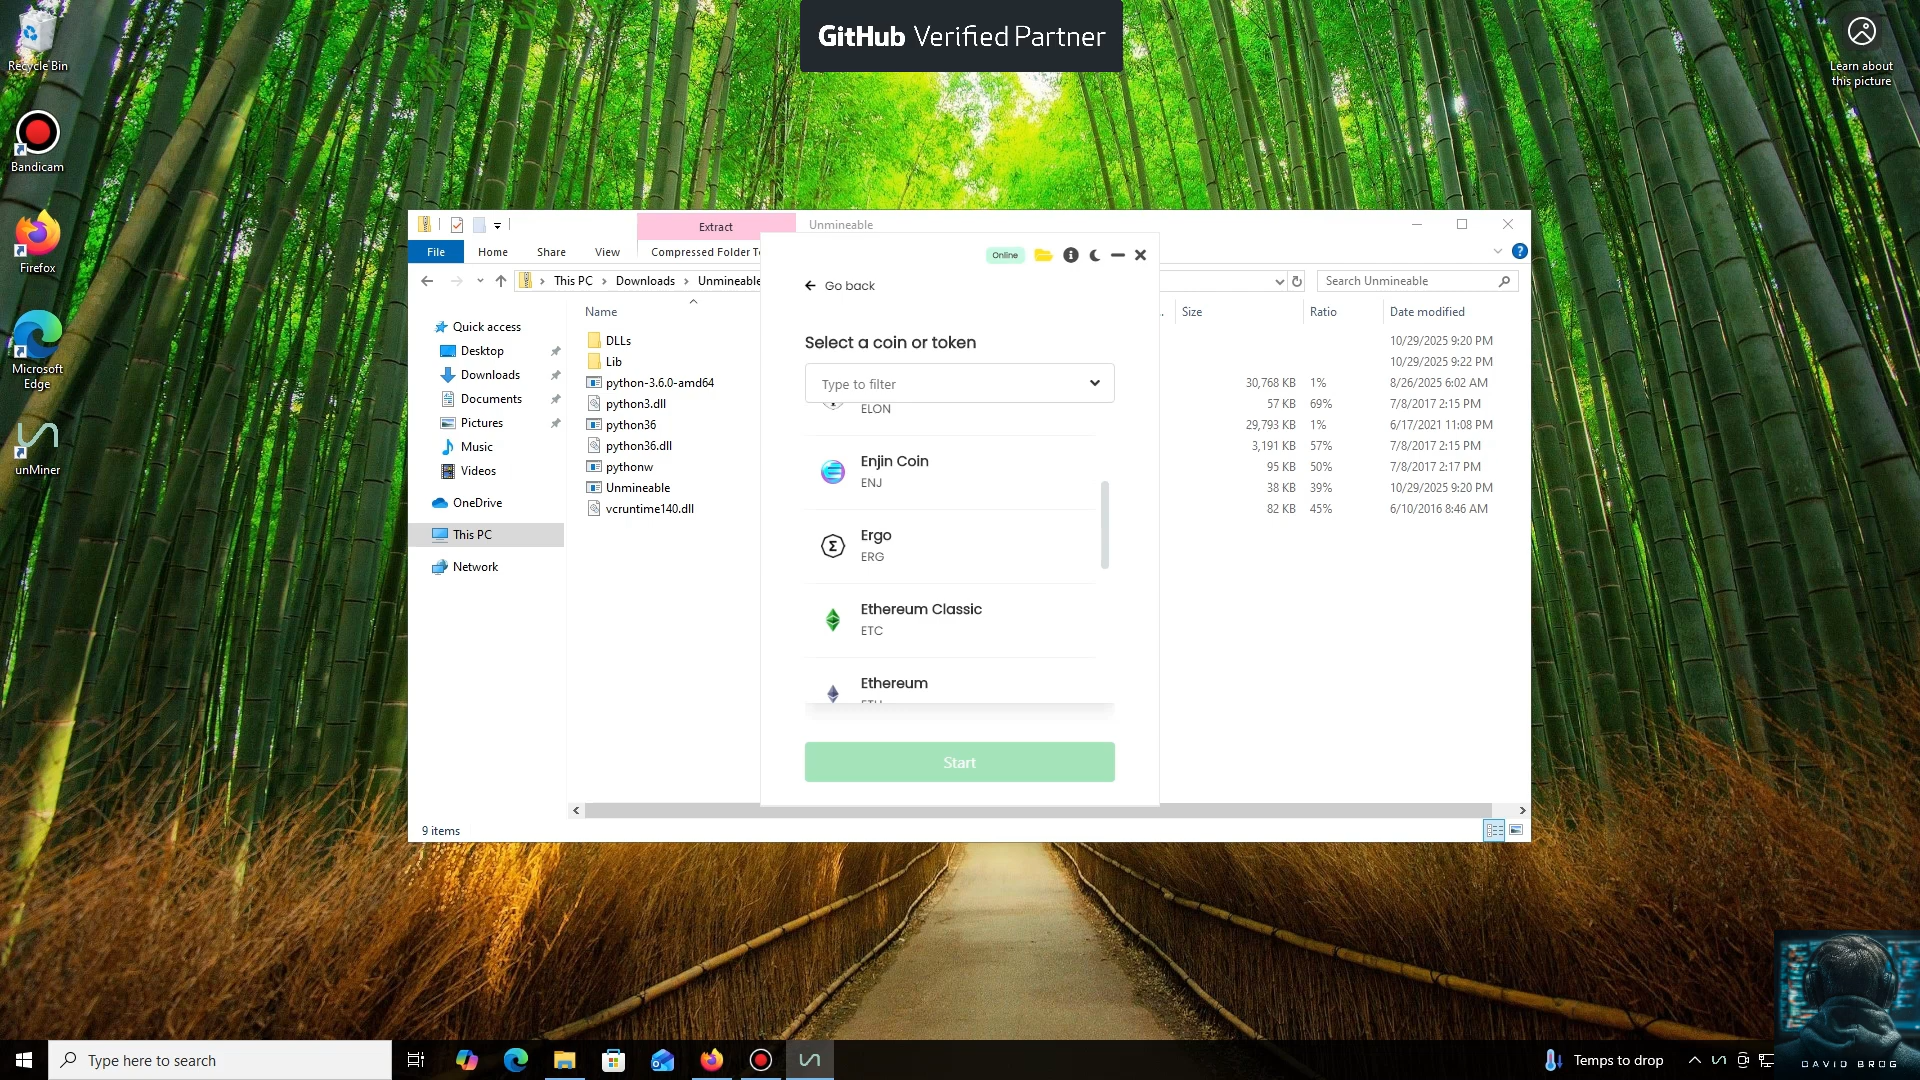 GitHub Verified Partner
Recycle Bin
Learn about
this picture
Bandicam
Firefox
Microsoft
Edge
unMiner
Extract
Unmineable
File
Home
Share
View
Compressed Folder T
This PC
Downloads
Unmineable
Search Unmineable
Quick access
Desktop
Downloads
Documents
Pictures
Music
Videos
OneDrive
This PC
Network
Name
Size
Ratio
Date modified
DLLs 10/29/2025 9:20 PM
Lib 10/29/2025 9:22 PM
python-3.6.0-amd64 30,768 KB 1% 8/26/2025 6:02 AM
python3.dll 57 KB 69% 7/8/2017 2:15 PM
python36 29,793 KB 1% 6/17/2021 11:08 PM
python36.dll 3,191 KB 57% 7/8/2017 2:15 PM
pythonw 95 KB 50% 7/8/2017 2:17 PM
Unmineable 38 KB 39% 10/29/2025 9:20 PM
vcruntime140.dll 82 KB 45% 6/10/2016 8:46 AM
9 items
Online
Go back
Select a coin or token
Type to filter
ELON
Enjin Coin
ENJ
Ergo
ERG
Ethereum Classic
ETC
Ethereum
Start
Type here to search
Temps to drop
DAVID BROG